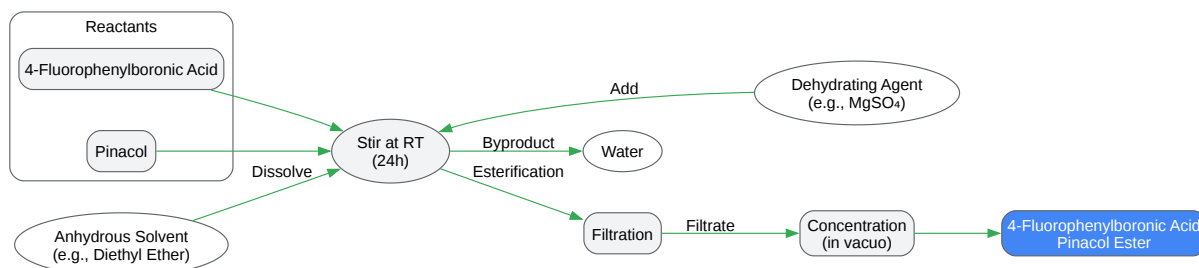 Reactants
4-Fluorophenylboronic Acid
Pinacol
Dissolve
Anhydrous Solvent
(e.g., Diethyl Ether)
Stir at RT
(24h)
Add
Dehydrating Agent
(e.g., MgSO₄)
Byproduct
Water
Esterification
Filtration
Filtrate
Concentration
(in vacuo)
4-Fluorophenylboronic Acid
Pinacol Ester